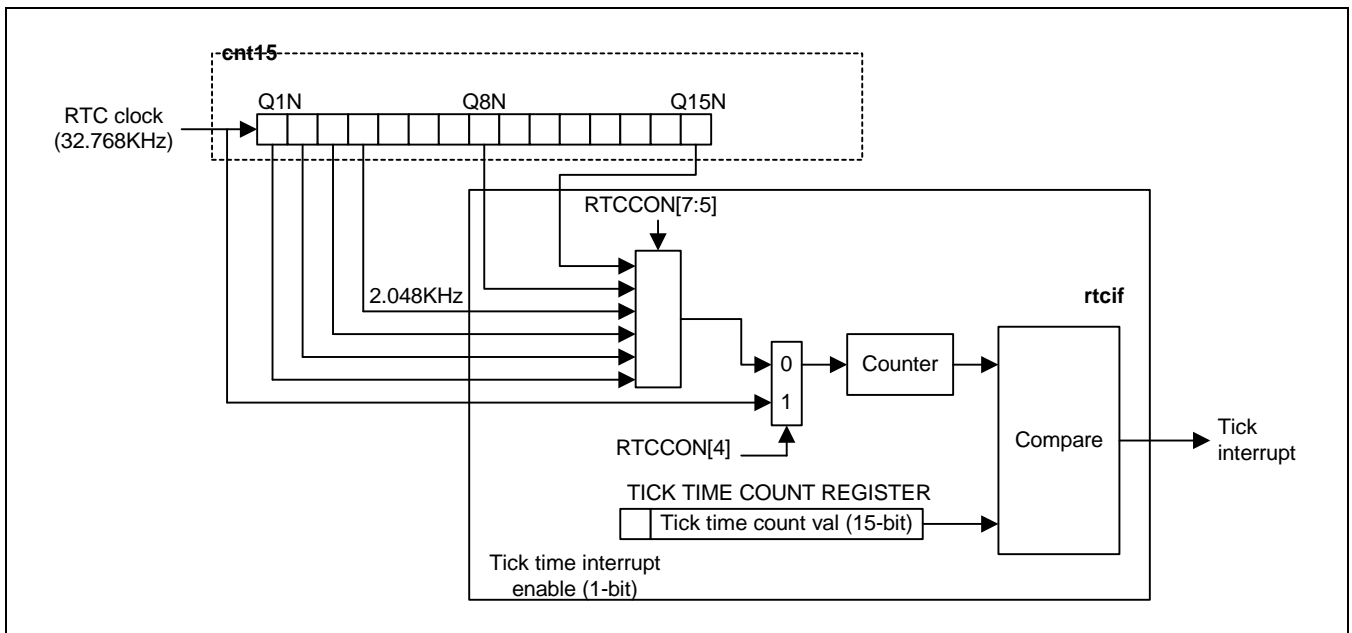 cnt15
Q1N
Q8N
Q15N
RTC clock
(32.768KHz)
RTCCON[7:5]
2.048KHz
rtcif
0
1
Counter
Compare
RTCCON[4]
Tick
interrupt
TICK TIME COUNT REGISTER
Tick time count val (15-bit)
Tick time interrupt
enable (1-bit)